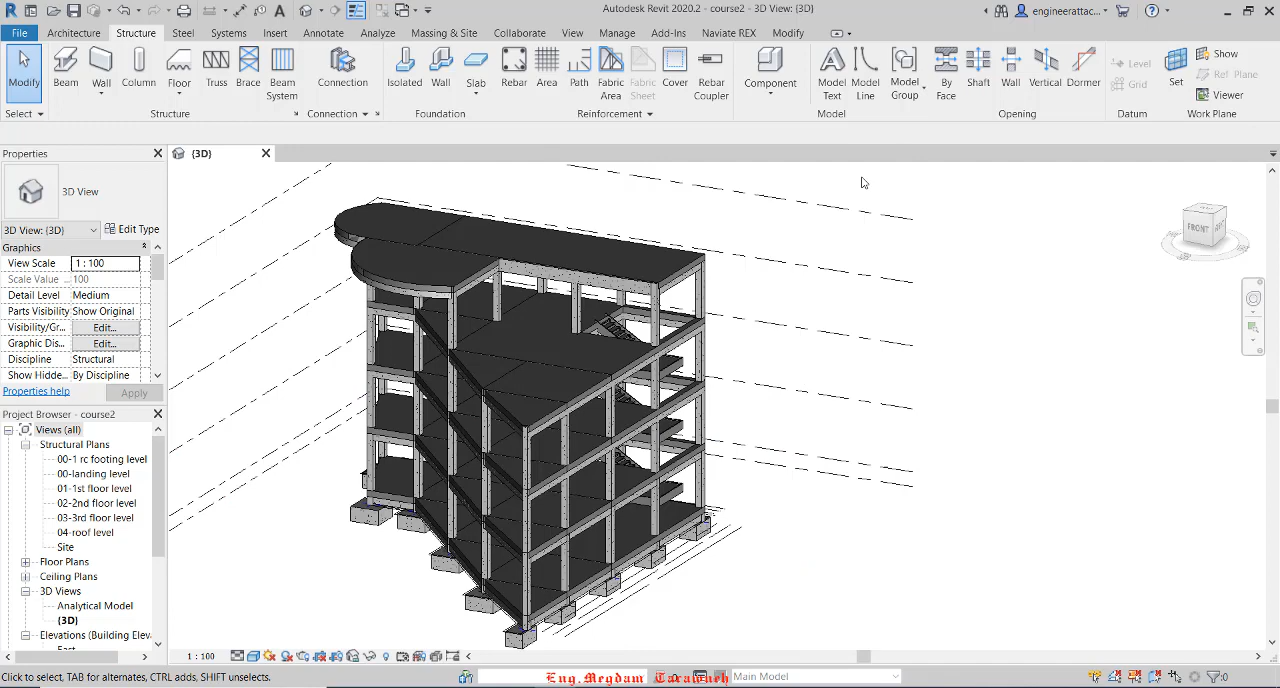 Autodesk Revit 2020.2 - course2 - 3D View: {3D}
engineerattac...
File Architecture Structure Steel Systems Insert Annotate Analyze Massing & Site Collaborate View Manage Add-Ins Navate REX Modify
Modify Beam Wall Column Floor Truss Brace Beam System Connection Isolated Wall Slab Rebar Area Path Fabric Area Fabric Sheet Cover Rebar Coupler Component Model Text Model Line Model Group By Face Shaft Wall Vertical Dormer Level Grid Set Show Ref Plane Viewer
Select Structure Connection Foundation Reinforcement Model Opening Datum Work Plane
Properties
{3D}
3D View
3D View: {3D} Edit Type
Graphics
View Scale 1 : 100
Scale Value 100
Detail Level Medium
Parts Visibility Show Original
Visibility/Gr... Edit...
Graphic Dis... Edit...
Discipline Structural
Show Hidde... By Discipline
Properties help Apply
Project Browser - course2
Views (all)
Structural Plans
00-1 rc footing level
00-landing level
01-1st floor level
02-2nd floor level
03-3rd floor level
04-roof level
Site
Floor Plans
Ceiling Plans
3D Views
Analytical Model
{3D}
Elevations (Building Eleva
FRONT
1 : 100
Click to select, TAB for alternates, CTRL adds, SHIFT unselects.
Eng.Meqdam Tarawneh
Main Model
:0